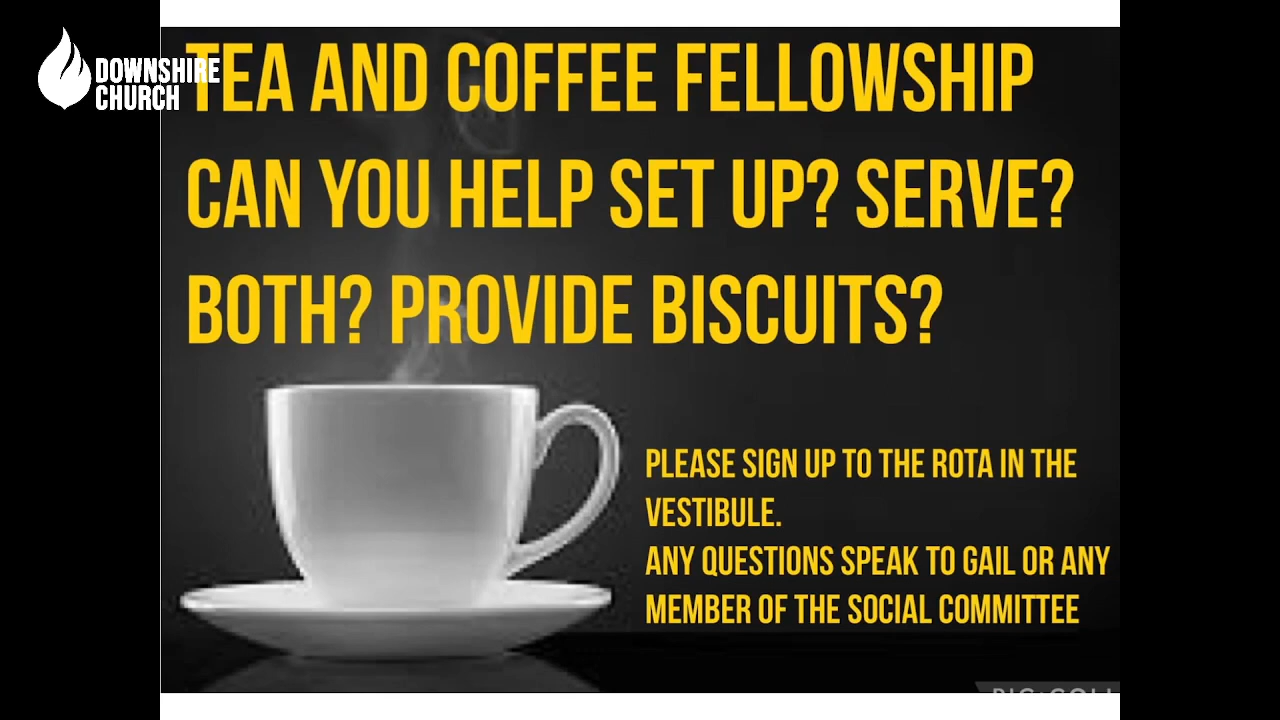 DOWNSHIRE
CHURCH
TEA AND COFFEE FELLOWSHIP
CAN YOU HELP SET UP? SERVE?
BOTH? PROVIDE BISCUITS?
PLEASE SIGN UP TO THE ROTA IN THE
VESTIBULE.
ANY QUESTIONS SPEAK TO GAIL OR ANY
MEMBER OF THE SOCIAL COMMITTEE